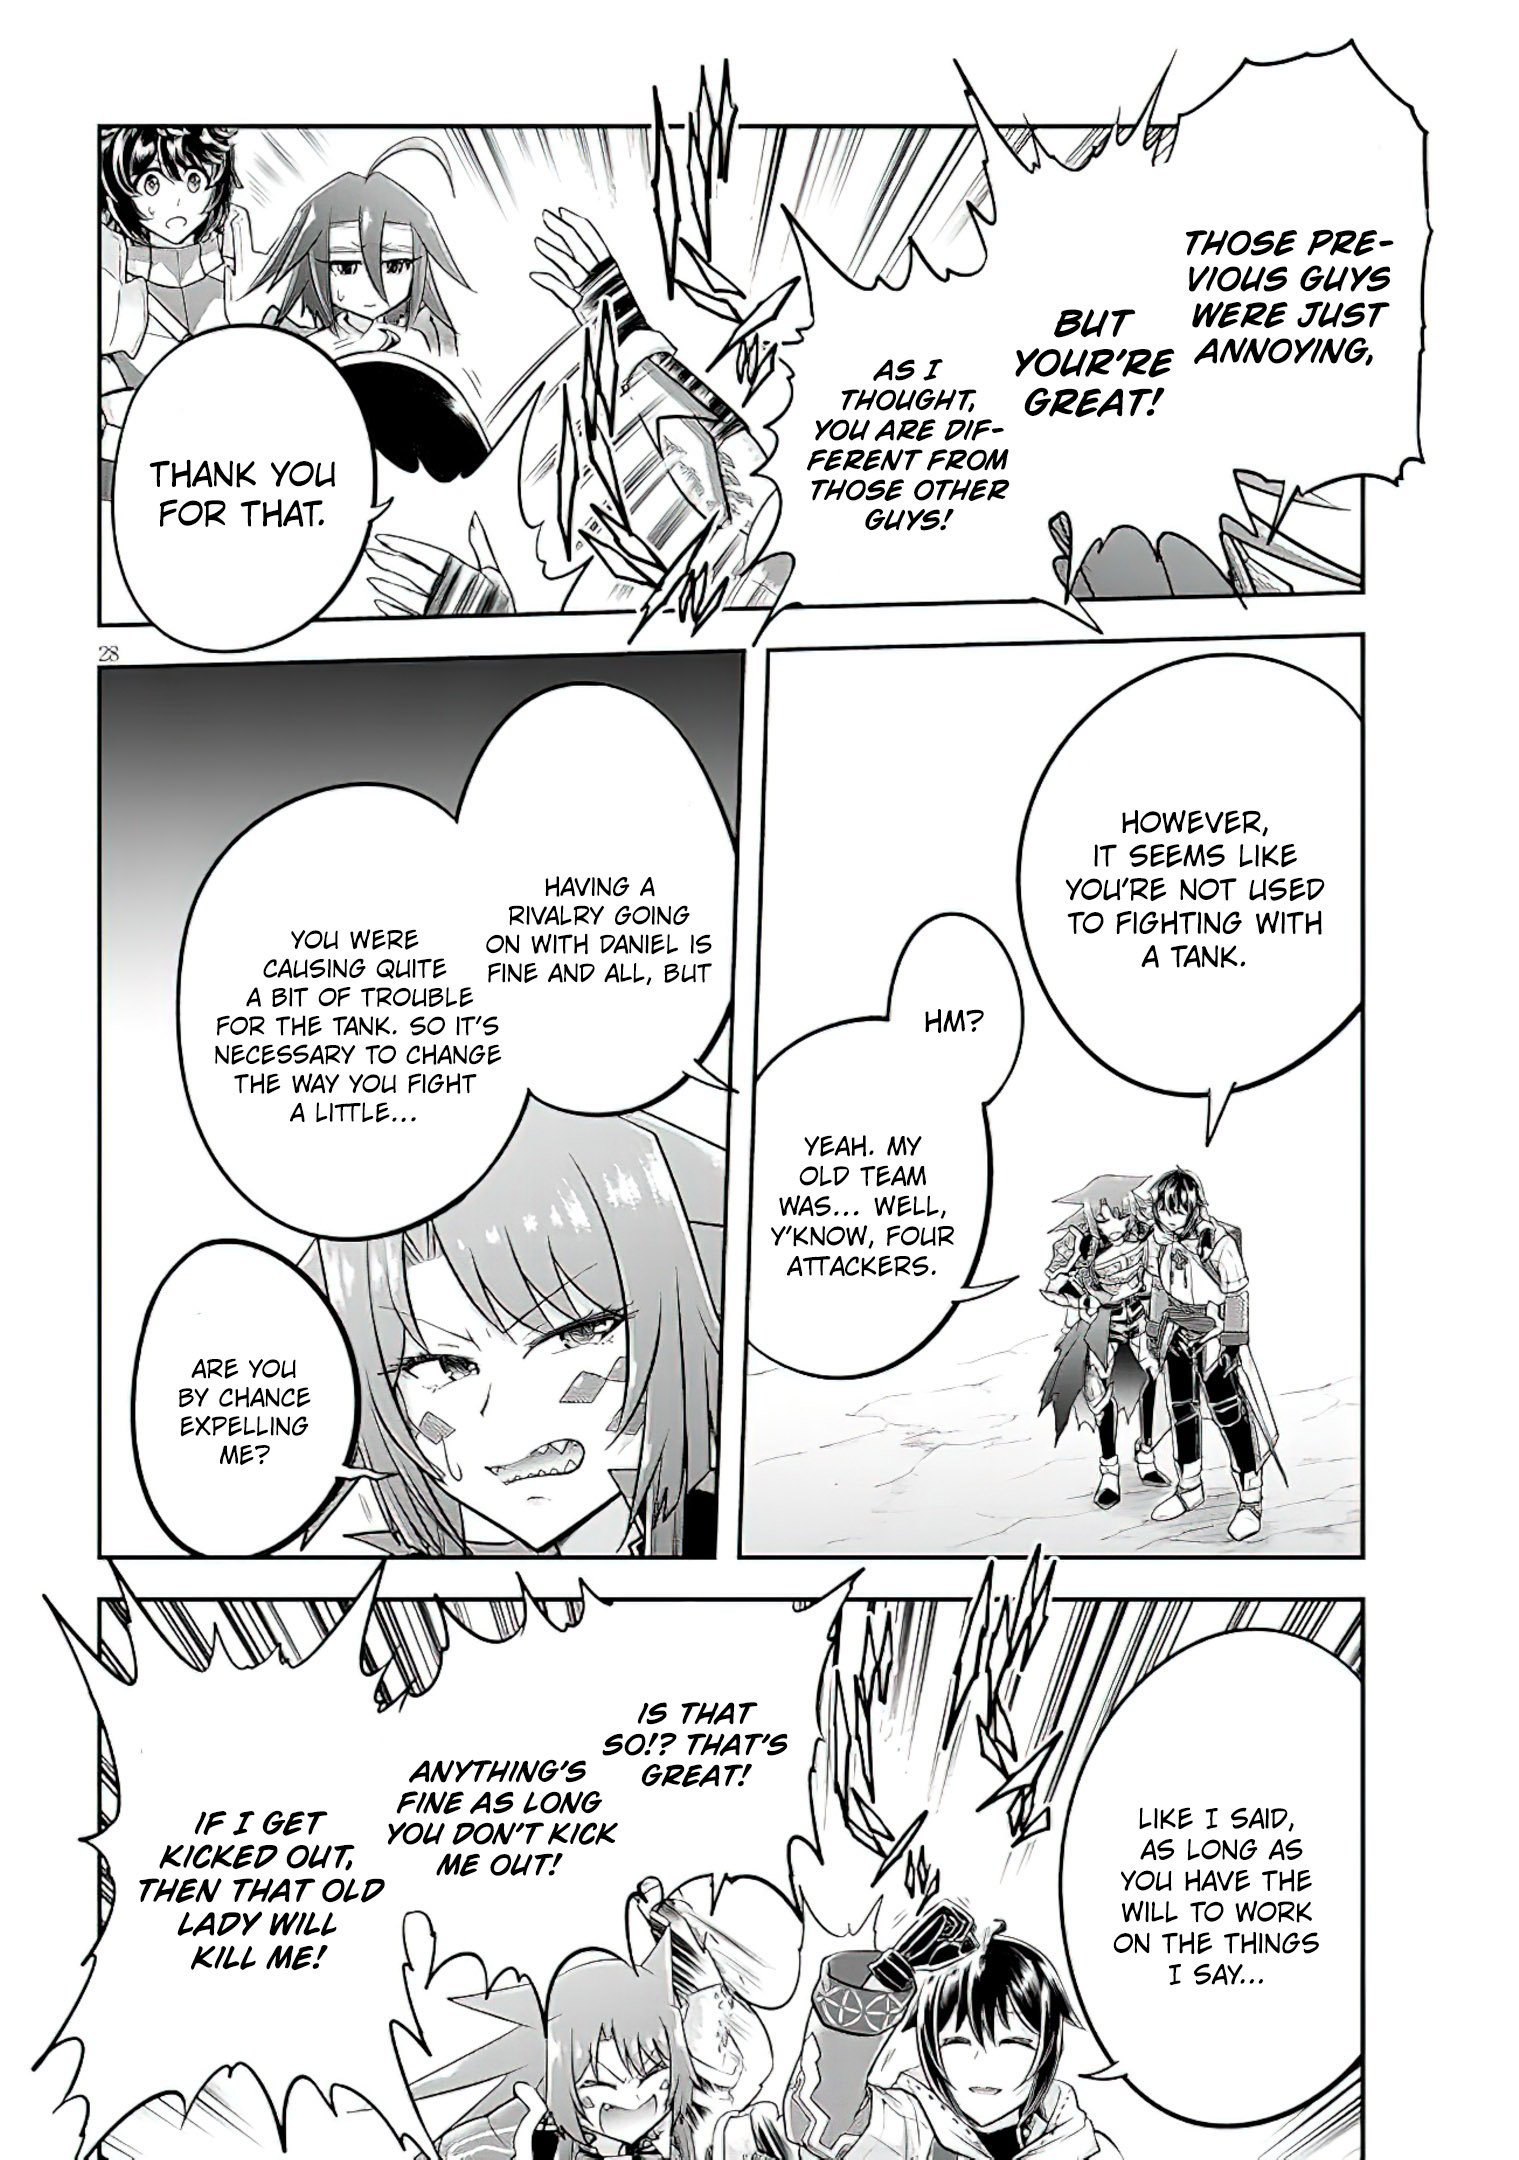 THOSE PRE-
VIOUS GUYS
WERE JUST
ANNOYING,
BUT
YOUR'RE
GREAT!
AS I
THOUGHT,
YOU ARE DIF-
FERENT FROM
THOSE OTHER
GUYS!
THANK YOU
FOR THAT.
28
HOWEVER,
IT SEEMS LIKE
YOU'RE NOT USED
TO FIGHTING WITH
A TANK.
HM?
YEAH. MY
OLD TEAM
WAS... WELL,
Y'KNOW, FOUR
ATTACKERS.
HAVING A
RIVALRY GOING
ON WITH DANIEL IS
FINE AND ALL, BUT
YOU WERE
CAUSING QUITE
A BIT OF TROUBLE
FOR THE TANK. SO IT'S
NECESSARY TO CHANGE
THE WAY YOU FIGHT
A LITTLE...
ARE YOU
BY CHANCE
EXPELLING
ME?
LIKE I SAID,
AS LONG AS
YOU HAVE THE
WILL TO WORK
ON THE THINGS
I SAY...
IS THAT
SO!? THAT'S
GREAT!
ANYTHING'S
FINE AS LONG
YOU DON'T KICK
ME OUT!
IF I GET
KICKED OUT,
THEN THAT OLD
LADY WILL
KILL ME!